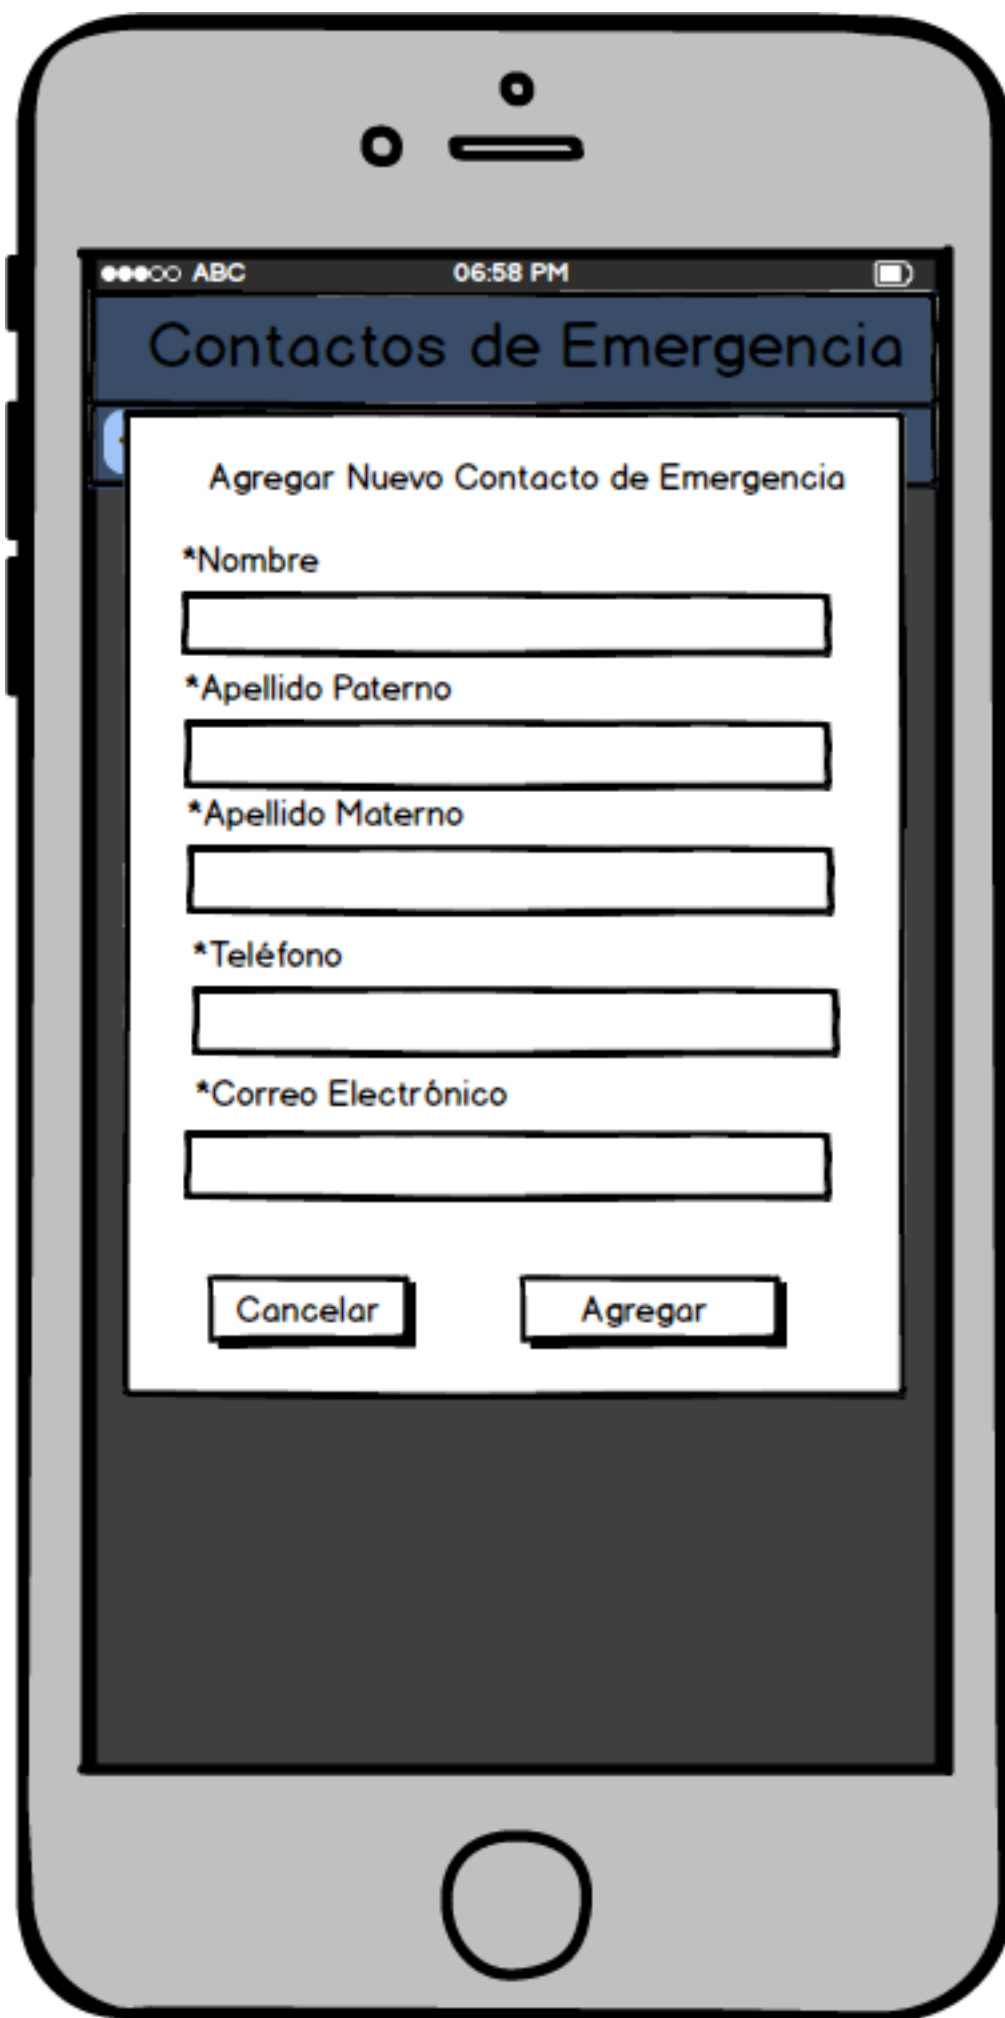 ABC 06:58 PM
Contactos de Emergencia
Agregar Nuevo Contacto de Emergencia
*Nombre
*Apellido Paterno
*Apellido Materno
*Teléfono
*Correo Electrónico
Cancelar Agregar